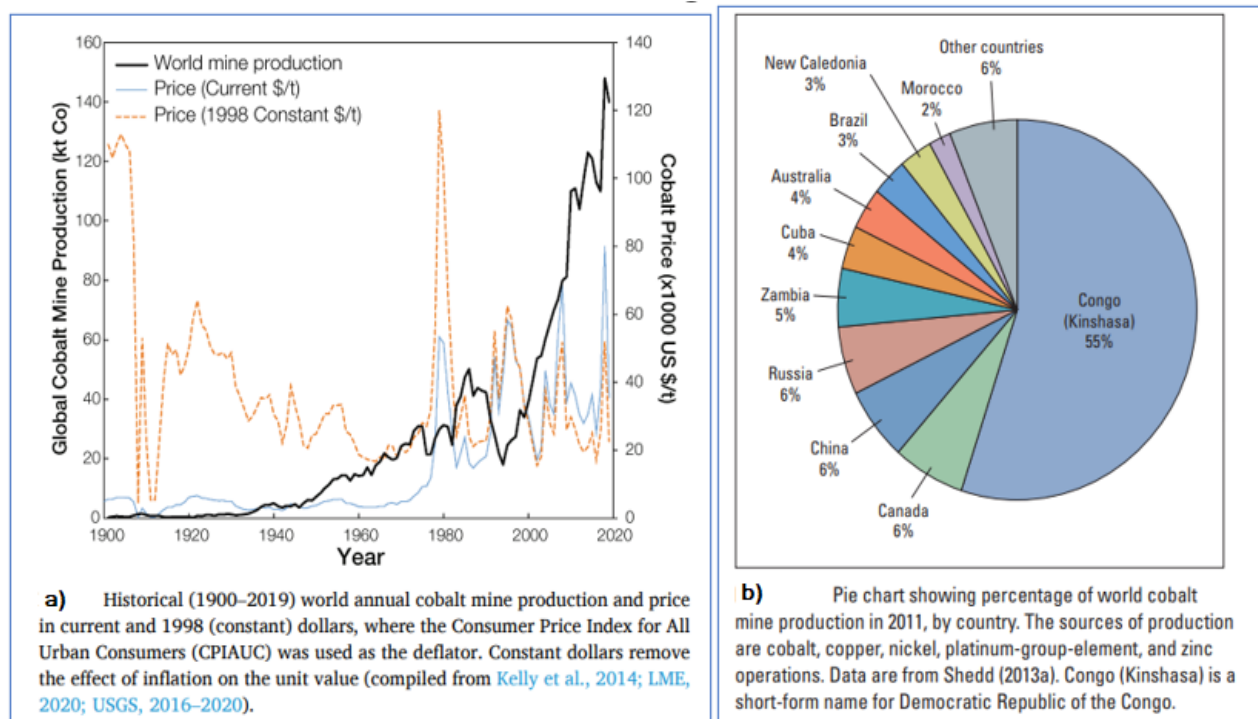 160
140
120
100
80
60
40
20
0
Global Cobalt Mine Production (kt Co)
World mine production
Price (Current $/t)
Price (1998 Constant $/t)
140
120
100
80
60
40
20
0
Cobalt Price (x1000 US $/t)
1900
1920
1940
1960
1980
2000
2020
Year
a) Historical (1900–2019) world annual cobalt mine production and price
in current and 1998 (constant) dollars, where the Consumer Price Index for All
Urban Consumers (CPIAUC) was used as the deflator. Constant dollars remove
the effect of inflation on the unit value (compiled from Kelly et al., 2014; LME,
2020; USGS, 2016–2020).
Other countries
6%
New Caledonia
3%
Morocco
2%
Brazil
3%
Australia
4%
Cuba
4%
Zambia
5%
Russia
6%
China
6%
Canada
6%
Congo
(Kinshasa)
55%
b) Pie chart showing percentage of world cobalt
mine production in 2011, by country. The sources of production
are cobalt, copper, nickel, platinum-group-element, and zinc
operations. Data are from Shedd (2013a). Congo (Kinshasa) is a
short-form name for Democratic Republic of the Congo.